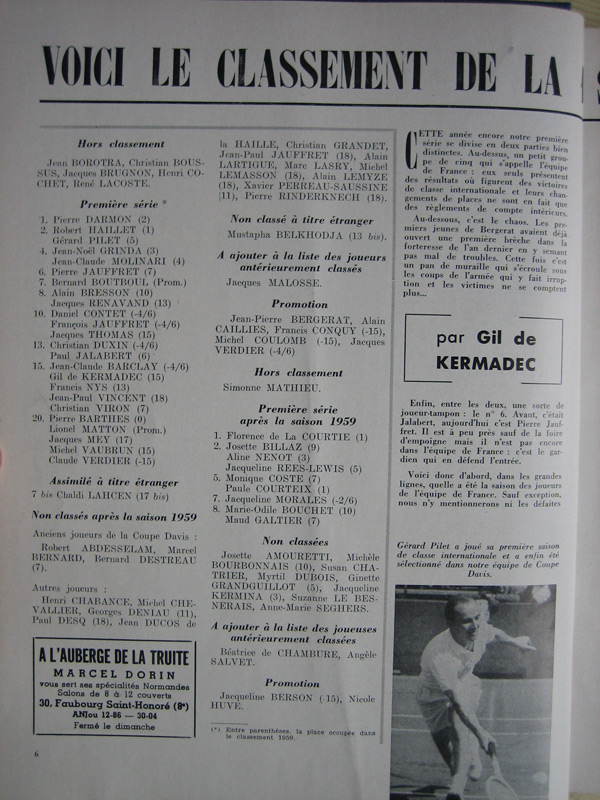 VOICI LE CLASSEMENT DE LA
Hors classement
Jean BOROTRA, Christian BOUS-
SUS, Jacques BRUGNON, Henri CO-
CHET, René LACOSTE.
Première série *
1. Pierre DARMON (2)
2. Robert HAILLET (1)
Gérard PILET (5)
4. Jean-Noël GRINDA (3)
Jean-Claude MOLINARI (4)
6. Pierre JAUFFRET (7)
7. Bernard BOUTBOUL (Prom.)
8. Alain BRESSON (10)
Jacques RENAVAND (13)
10. Daniel CONTET (-4/6)
François JAUFFRET (-4/6)
Jacques THOMAS (15)
13. Christian DUXIN (-4/6)
Paul JALABERT (6)
15. Jean-Claude BARCLAY (-4/6)
Gil de KERMADEC (15)
Francis NYS (13)
Jean-Paul VINCENT (18)
Christian VIRON (7)
20. Pierre BARTHES (0)
Lionel MATTON (Prom.)
Jacques MEY (17)
Michel VAUBRUN (15)
Claude VERDIER (-15)
Assimilé à titre étranger
7 bis Chaldi LAHCEN (17 bis)
Non classés après la saison 1959
Anciens joueurs de la Coupe Davis :
Robert ABDESSELAM, Marcel
BERNARD, Bernard DESTREAU
(7).
Autres joueurs :
Henri CHABANCE, Michel CHE-
VALLIER, Georges DENIAU (11),
Paul DESQ (18), Jean DUCOS de
A L'AUBERGE DE LA TRUITE
MARCEL DORIN
vous sert ses spécialités Normandes
Salons de 8 à 12 couverts
30, Faubourg Saint-Honoré (8e)
ANJou 12-86 — 30-04
Fermé le dimanche
6
la HAILLE, Christian GRANDET,
Jean-Paul JAUFFRET (18), Alain
LARTIGUE, Marc LASRY, Michel
LEMASSON (18), Alain LEMYZE
(18), Xavier PERREAU-SAUSSINE
(11), Pierre RINDERKNECH (18).
Non classé à titre étranger
Mustapha BELKHODJA (13 bis).
A ajouter à la liste des joueurs
antérieurement classés
Jacques MALOSSE.
Promotion
Jean-Pierre BERGERAT, Alain
CAILLIES, Francis CONQUY (-15),
Michel COULOMB (-15), Jacques
VERDIER (-4/6)
Hors classement
Simonne MATHIEU.
Première série
après la saison 1959
1. Florence de LA COURTIE (1)
2. Josette BILLAZ (9)
Aline NENOT (3)
Jacqueline REES-LEWIS (5)
5. Monique COSTE (7)
Paule COURTEIX (1)
7. Jacqueline MORALES (-2/6)
8. Marie-Odile BOUCHET (10)
Maud GALTIER (7)
Non classées
Josette AMOURETTI, Michèle
BOURBONNAIS (10), Susan CHA-
TRIER, Myrtil DUBOIS, Ginette
GRANDGUILLOT (5), Jacqueline
KERMINA (3), Suzanne LE BES-
NERAIS, Anne-Marie SEGHERS.
A ajouter à la liste des joueuses
antérieurement classées
Béatrice de CHAMBURE, Angèle
SALVET.
Promotion
Jacqueline BERSON (-15), Nicole
HUVE.
(*) Entre parenthèses, la place occupée dans
le classement 1959.
CETTE année encore notre première
série se divise en deux parties bien
distinctes. Au-dessus, un petit grou-
pe de cinq qui s'appelle l'équipe
de France : eux seuls présentent
des résultats où figurent des victoires
de classe internationale et leurs chan-
gements de places ne sont en fait que
des règlements de compte intérieurs.
Au-dessous, c'est le chaos. Les pre-
miers jeunes de Bergerat avaient déjà
ouvert une première brèche dans la
forteresse de l'an dernier en y semant
pas mal de troubles. Cette fois c'est
un pan de muraille qui s'écroule sous
les coups de l'armée qui y fait irrup-
tion et les victimes ne se comptent
plus...
par Gil de
KERMADEC
Enfin, entre les deux, une sorte de
joueur-tampon : le n° 6. Avant, c'était
Jalabert, aujourd'hui c'est Pierre Jauf-
fret. Il est à peu près sauf de la foire
d'empoigne mais il n'est pas encore
dans l'équipe de France : c'est le gar-
dien qui en défend l'entrée.
Voici donc d'abord, dans les grandes
lignes, quelle a été la saison des joueurs
de l'équipe de France. Sauf exception,
nous n'y mentionnerons ni les défaites
Gérard Pilet a joué sa première saison
de classe internationale et a enfin été
sélectionné dans notre équipe de Coupe
Davis.